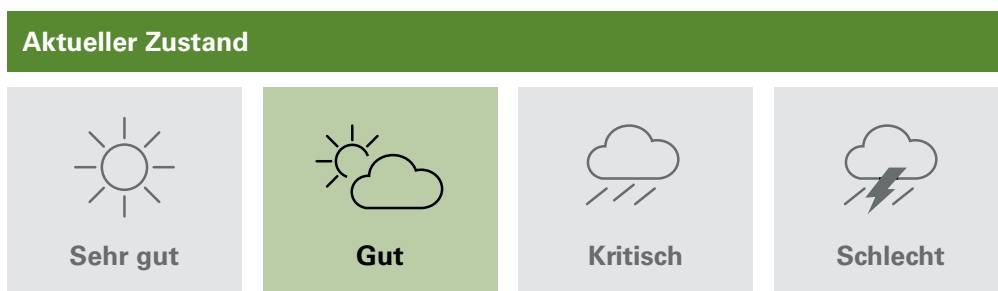 Aktueller Zustand
Sehr gut
Gut
Kritisch
Schlecht